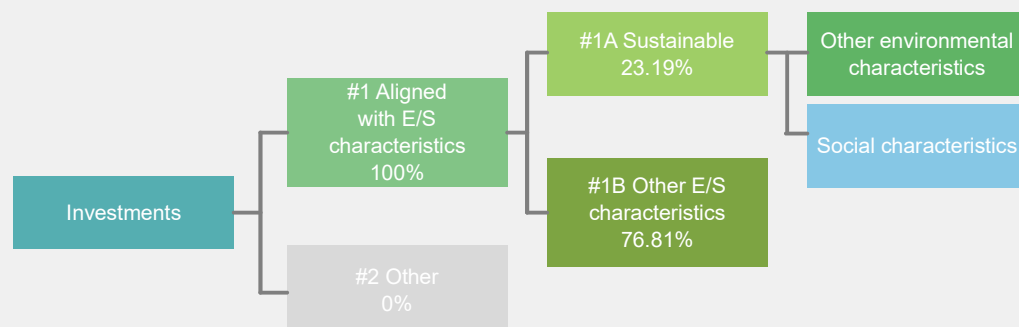 Investments
#1 Aligned
with E/S
characteristics
100%
#2 Other
0%
#1A Sustainable
23.19%
#1B Other E/S
characteristics
76.81%
Other environmental
characteristics
Social characteristics